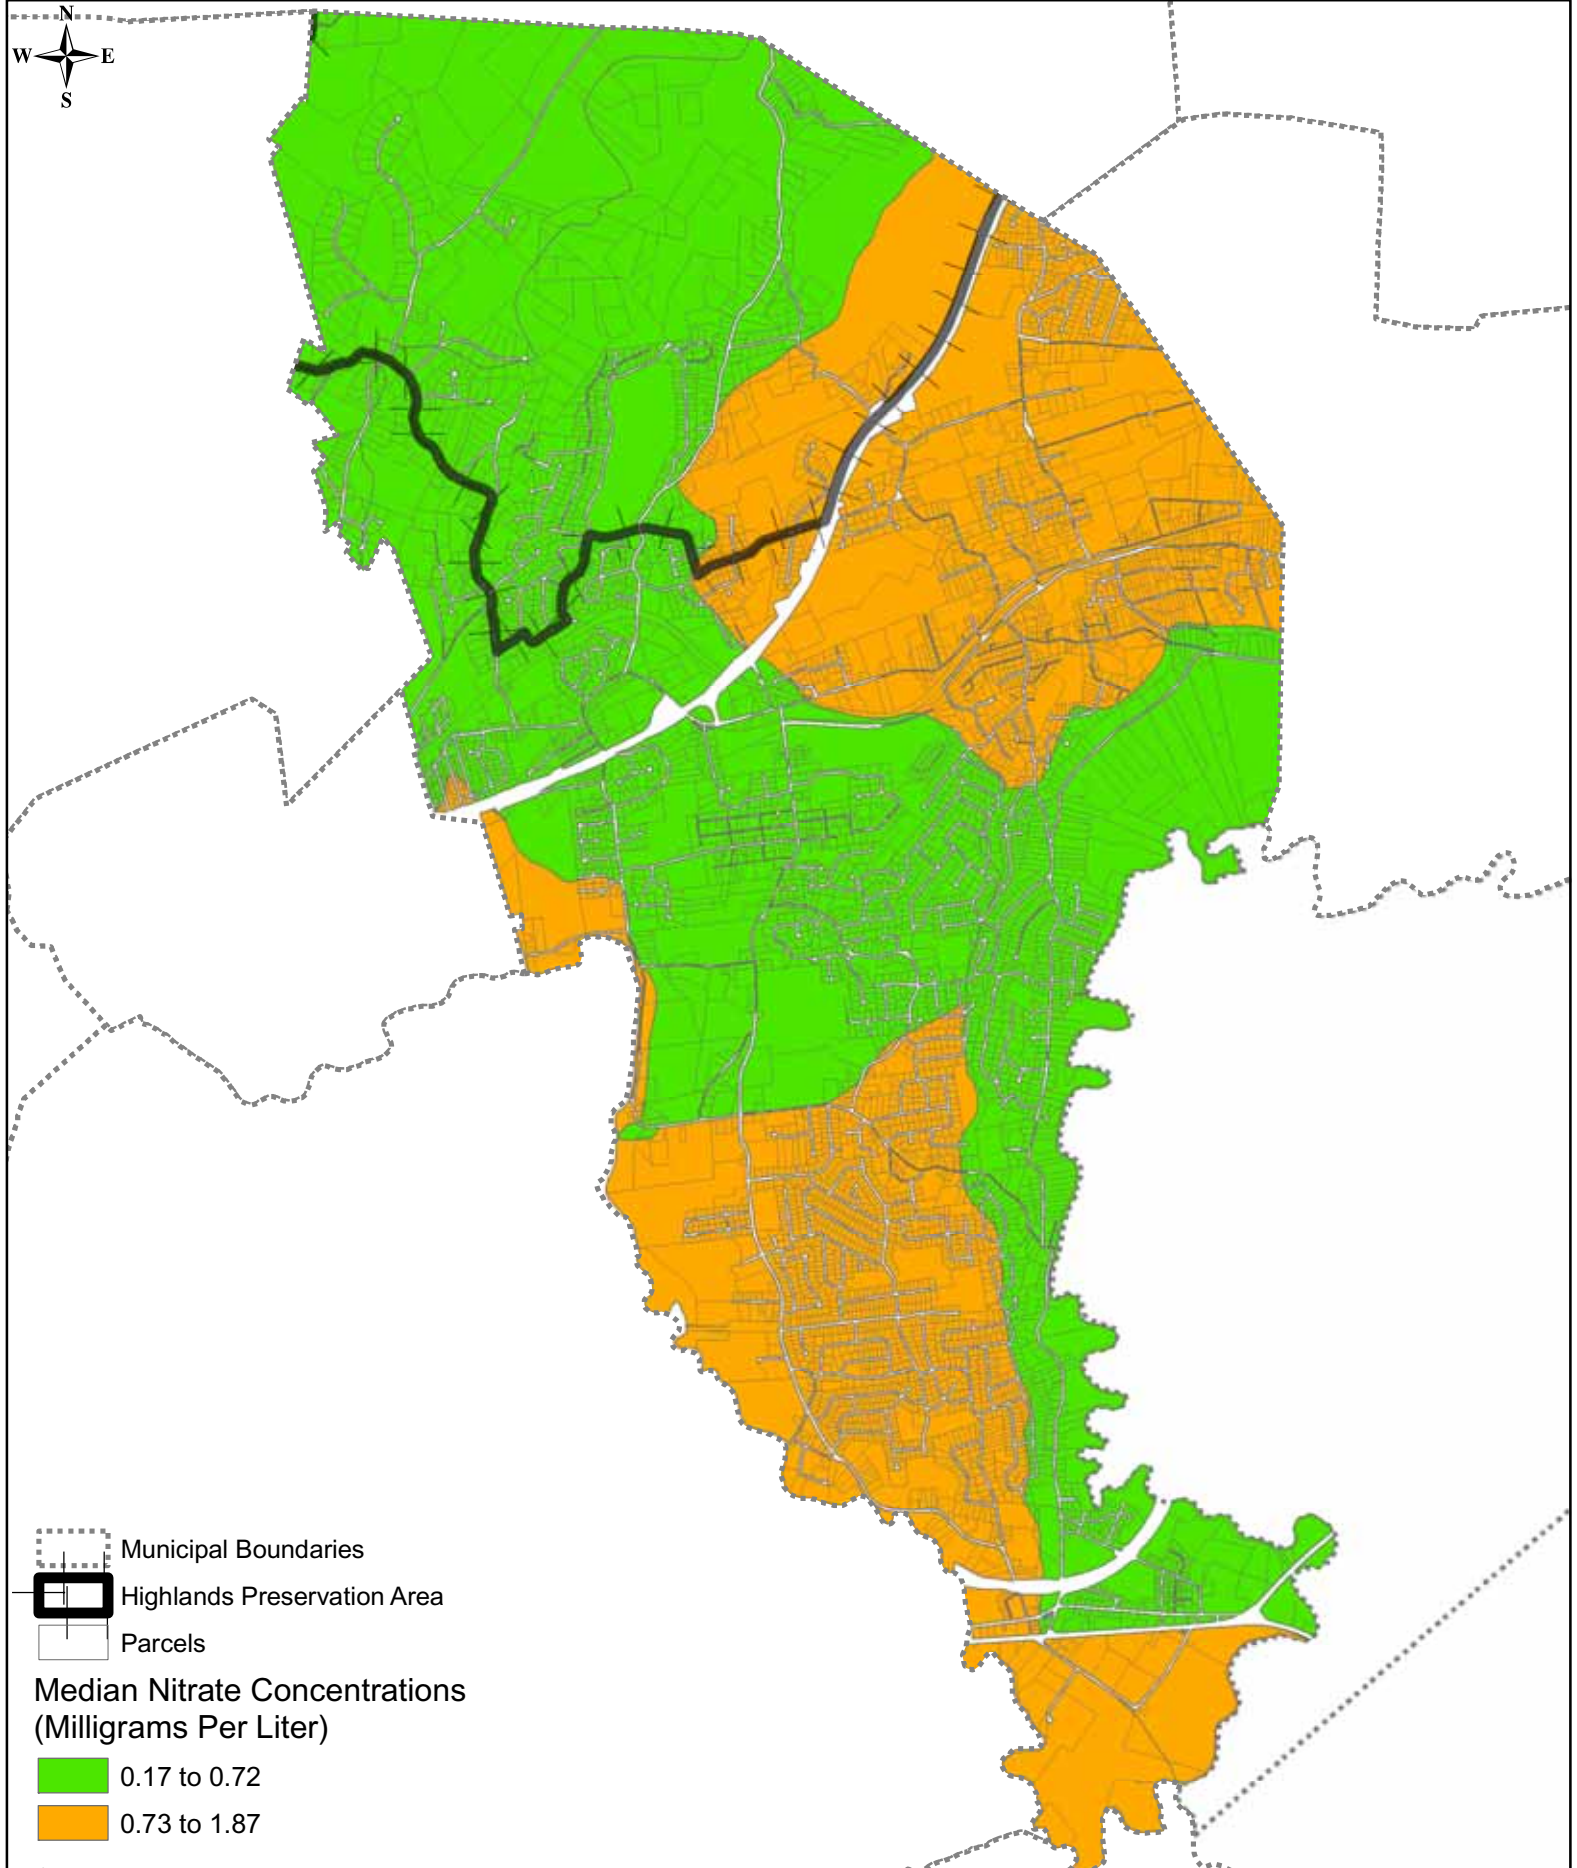 N
W E
S
Municipal Boundaries
Highlands Preservation Area
Parcels
Median Nitrate Concentrations
(Milligrams Per Liter)
0.17 to 0.72
0.73 to 1.87